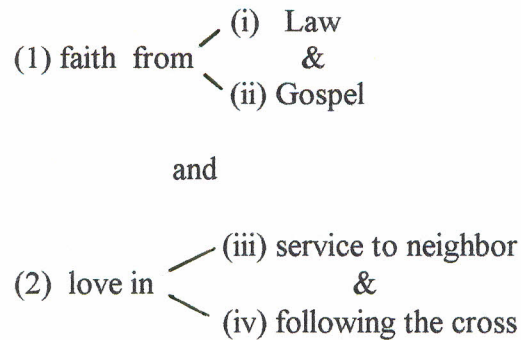 (i) Law
(1) faith from &
(ii) Gospel
and
(iii) service to neighbor
(2) love in &
(iv) following the cross